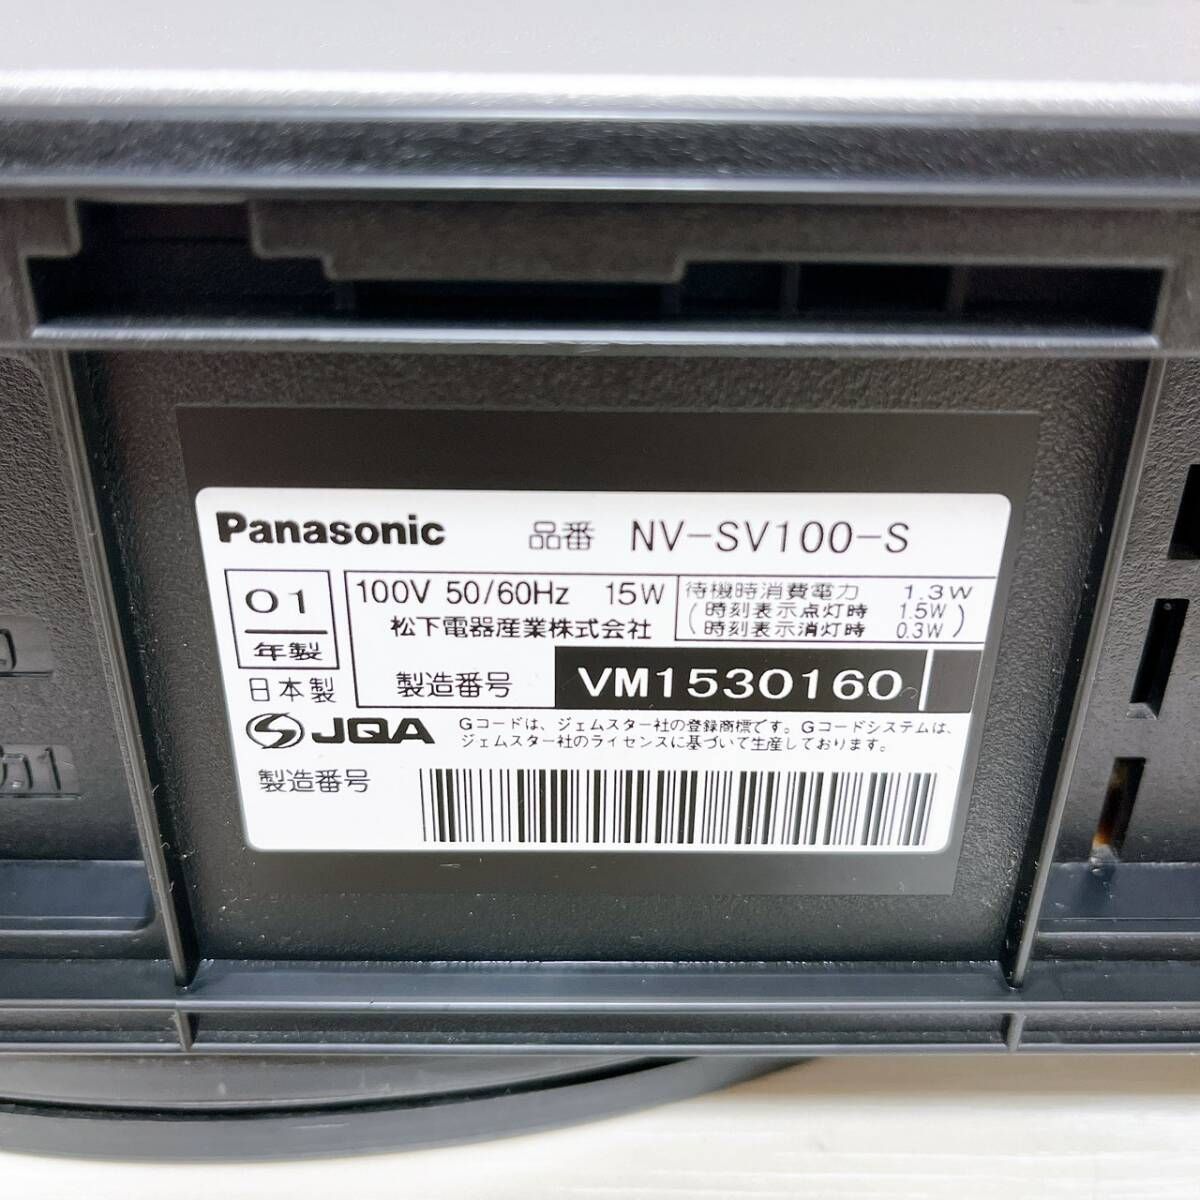 Panasonic 品番 NV-SV100-S
01
年製
日本製
100V 50/60Hz 15W
松下電器産業株式会社
待機時消費電力 1.3W
(時刻表示点灯時 1.5W
時刻表示消灯時 0.3W)
製造番号 VM1530160
JQA
Gコードは、ジェムスター社の登録商標です。Gコードシステムは、
ジェムスター社のライセンスに基づいて生産しております。
製造番号